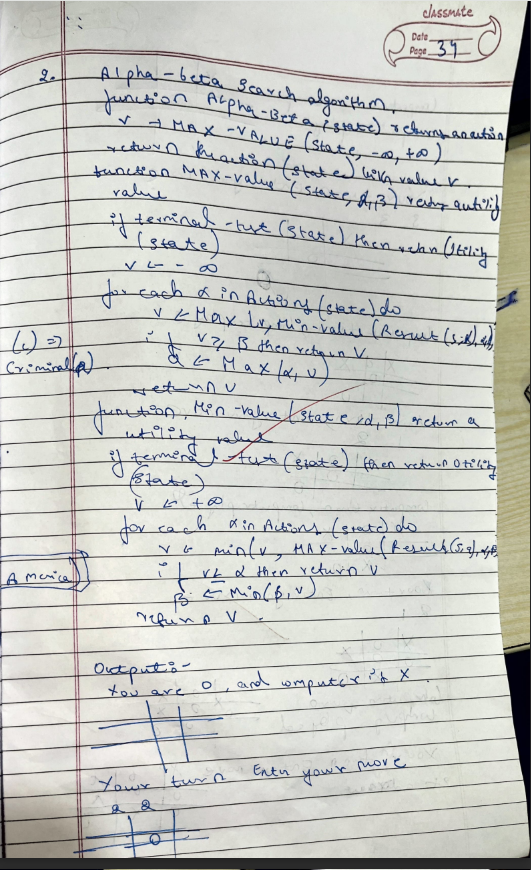 classmate
Date
Page 34
2. Alpha-beta Search algorithm.
function Alpha-Beta (state) returns an action
v → MAX-VALUE (State, -∞, +∞)
return the action (state) with value v.
function MAX-value (state, α, β) return autility
value
if terminal-test (State) then return Utility
(state)
v ← -∞
for each α in Actions (state) do
v ← Max (v, Min-value (Result (s,a), α,β)
if v ≥ β then return V.
(L) ⇒
α ← Max (α, v)
Criminal(
return v
function, Min-value (State, α, β) return a
utility value
if terminal-test (state) then return Utility
(State)
v ← +∞
for each α in Actions (state) do
v ← min (v, MAX-value (Result (s,a), α,β
if v ≤ α then return v
America)
β ← Min (β, v)
return V.
Output:-
You are O, and computer is X.
Your turn Enter your move
2 2
O